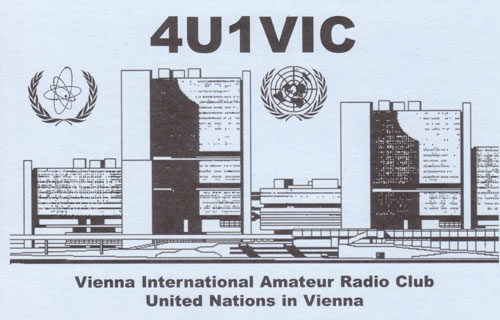 4U1VIC
Vienna International Amateur Radio Club
United Nations in Vienna